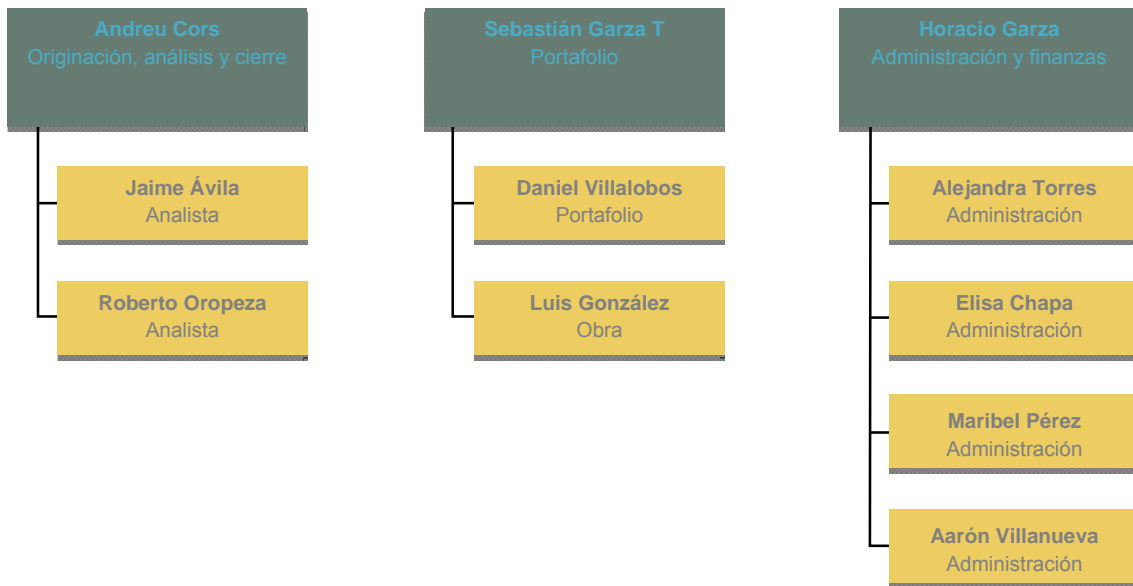 Andreu Cors
Originación, análisis y cierre
Jaime Ávila
Analista
Roberto Oropeza
Analista
Sebastián Garza T
Portafolio
Daniel Villalobos
Portafolio
Luis González
Obra
Horacio Garza
Administración y finanzas
Alejandra Torres
Administración
Elisa Chapa
Administración
Maribel Pérez
Administración
Aarón Villanueva
Administración